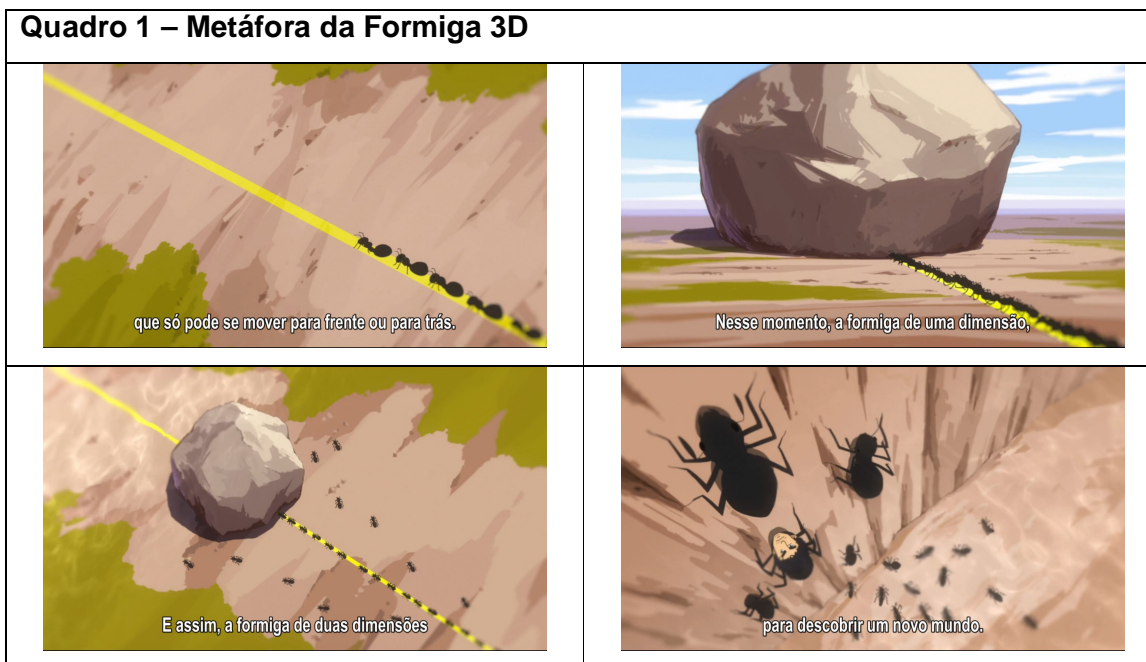 Quadro 1 – Metáfora da Formiga 3D
que só pode se mover para frente ou para trás.
Nesse momento, a formiga de uma dimensão,
E assim, a formiga de duas dimensões
para descobrir um novo mundo.